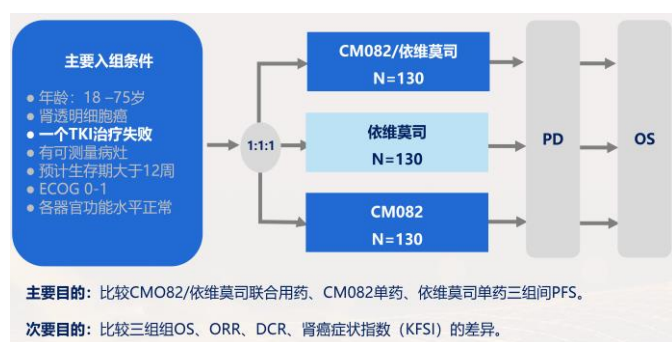 主要入组条件
● 年龄：18 –75岁
● 肾透明细胞癌
● 一个TKI治疗失败
● 有可测量病灶
● 预计生存期大于12周
● ECOG 0-1
● 各器官功能水平正常
1:1:1
CM082/依维莫司
N=130
依维莫司
N=130
CM082
N=130
PD
OS
主要目的：比较CMO82/依维莫司联合用药、CM082单药、依维莫司单药三组间PFS。
次要目的：比较三组组OS、ORR、DCR、肾癌症状指数（KFSI）的差异。